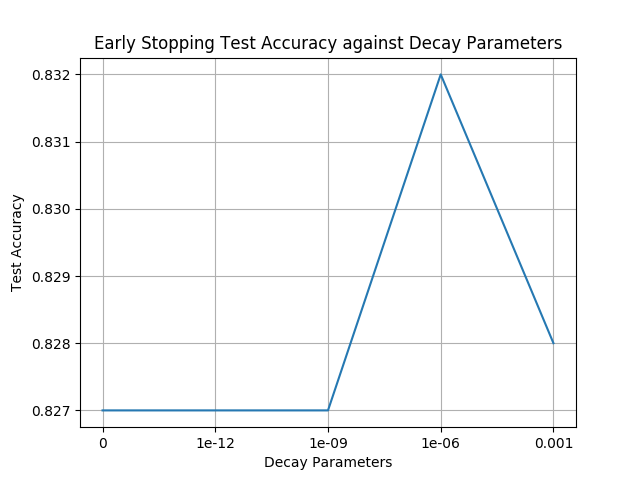 Early Stopping Test Accuracy against Decay Parameters
0.832
0.831
0.830
0.829
0.828
0.827
Test Accuracy
0 1e-12 1e-09 1e-06 0.001
Decay Parameters